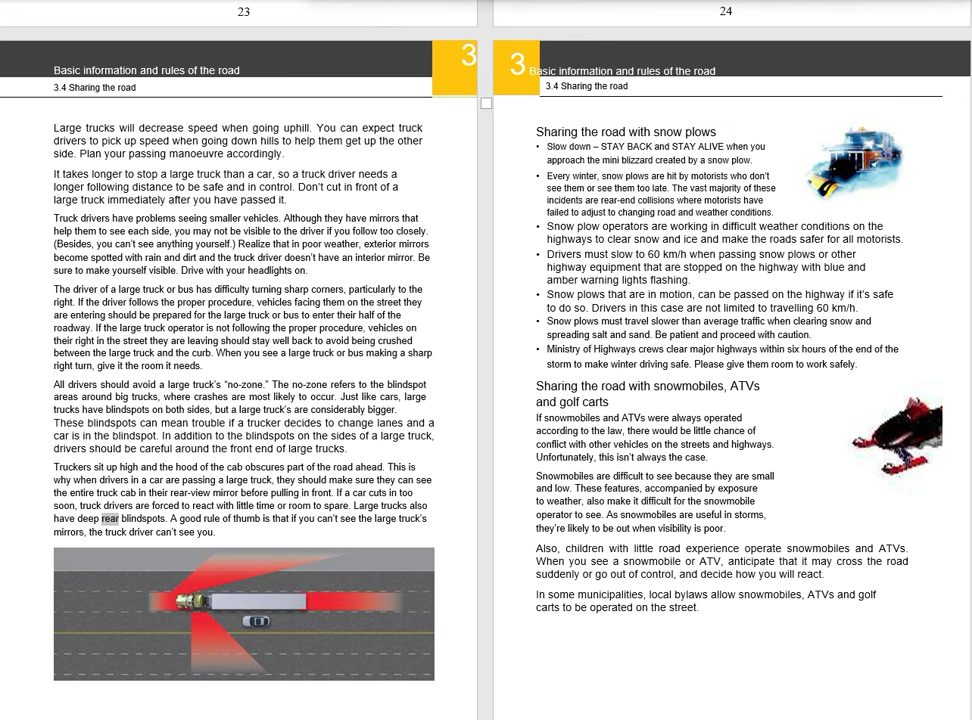 23
3
Basic information and rules of the road
3.4 Sharing the road
Large trucks will decrease speed when going uphill. You can expect truck
drivers to pick up speed when going down hills to help them get up the other
side. Plan your passing manoeuvre accordingly.
It takes longer to stop a large truck than a car, so a truck driver needs a
longer following distance to be safe and in control. Don't cut in front of a
large truck immediately after you have passed it.
Truck drivers have problems seeing smaller vehicles. Although they have mirrors that
help them to see each side, you may not be visible to the driver if you follow too closely.
(Besides, you can't see anything yourself.) Realize that in poor weather, exterior mirrors
become spotted with rain and dirt and the truck driver doesn't have an interior mirror. Be
sure to make yourself visible. Drive with your headlights on.
The driver of a large truck or bus has difficulty turning sharp corners, particularly to the
right. If the driver follows the proper procedure, vehicles facing them on the street they
are entering should be prepared for the large truck or bus to enter their half of the
roadway. If the large truck operator is not following the proper procedure, vehicles on
their right in the street they are leaving should stay well back to avoid being crushed
between the large truck and the curb. When you see a large truck or bus making a sharp
right turn, give it the room it needs.
All drivers should avoid a large truck's "no-zone." The no-zone refers to the blindspot
areas around big trucks, where crashes are most likely to occur. Just like cars, large
trucks have blindspots on both sides, but a large truck's are considerably bigger.
These blindspots can mean trouble if a trucker decides to change lanes and a
car is in the blindspot. In addition to the blindspots on the sides of a large truck,
drivers should be careful around the front end of large trucks.
Truckers sit up high and the hood of the cab obscures part of the road ahead. This is
why when drivers in a car are passing a large truck, they should make sure they can see
the entire truck cab in their rear-view mirror before pulling in front. If a car cuts in too
soon, truck drivers are forced to react with little time or room to spare. Large trucks also
have deep rear blindspots. A good rule of thumb is that if you can't see the large truck's
mirrors, the truck driver can't see you.
24
3
Basic information and rules of the road
3.4 Sharing the road
Sharing the road with snow plows
• Slow down – STAY BACK and STAY ALIVE when you
approach the mini blizzard created by a snow plow.
• Every winter, snow plows are hit by motorists who don't
see them or see them too late. The vast majority of these
incidents are rear-end collisions where motorists have
failed to adjust to changing road and weather conditions.
• Snow plow operators are working in difficult weather conditions on the
highways to clear snow and ice and make the roads safer for all motorists.
• Drivers must slow to 60 km/h when passing snow plows or other
highway equipment that are stopped on the highway with blue and
amber warning lights flashing.
• Snow plows that are in motion, can be passed on the highway if it's safe
to do so. Drivers in this case are not limited to travelling 60 km/h.
• Snow plows must travel slower than average traffic when clearing snow and
spreading salt and sand. Be patient and proceed with caution.
• Ministry of Highways crews clear major highways within six hours of the end of the
storm to make winter driving safe. Please give them room to work safely.
Sharing the road with snowmobiles, ATVs
and golf carts
If snowmobiles and ATVs were always operated
according to the law, there would be little chance of
conflict with other vehicles on the streets and highways.
Unfortunately, this isn't always the case.
Snowmobiles are difficult to see because they are small
and low. These features, accompanied by exposure
to weather, also make it difficult for the snowmobile
operator to see. As snowmobiles are useful in storms,
they're likely to be out when visibility is poor.
Also, children with little road experience operate snowmobiles and ATVs.
When you see a snowmobile or ATV, anticipate that it may cross the road
suddenly or go out of control, and decide how you will react.
In some municipalities, local bylaws allow snowmobiles, ATVs and golf
carts to be operated on the street.